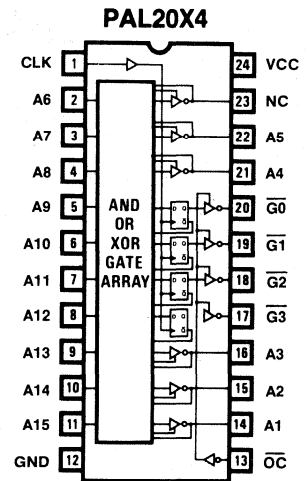 PAL20X4
CLK 1 24 VCC
A6 2 23 NC
A7 3 22 A5
A8 4 21 A4
A9 5 20 G0
A10 6 19 G1
A11 7 18 G2
A12 8 17 G3
A13 9 16 A3
A14 10 15 A2
A15 11 14 A1
GND 12 13 OC
AND
OR
XOR
GATE
ARRAY